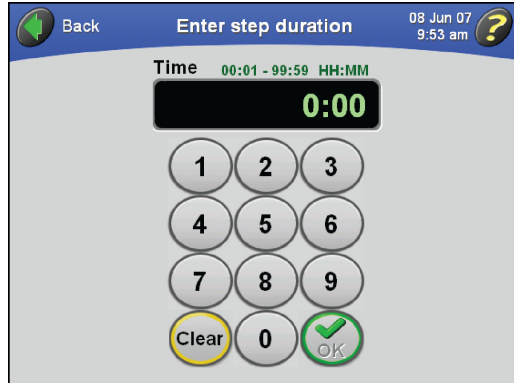 Back
Enter step duration
08 Jun 07
9:53 am
?
Time 00:01 - 99:59 HH:MM
0:00
1 2 3
4 5 6
7 8 9
Clear 0 OK